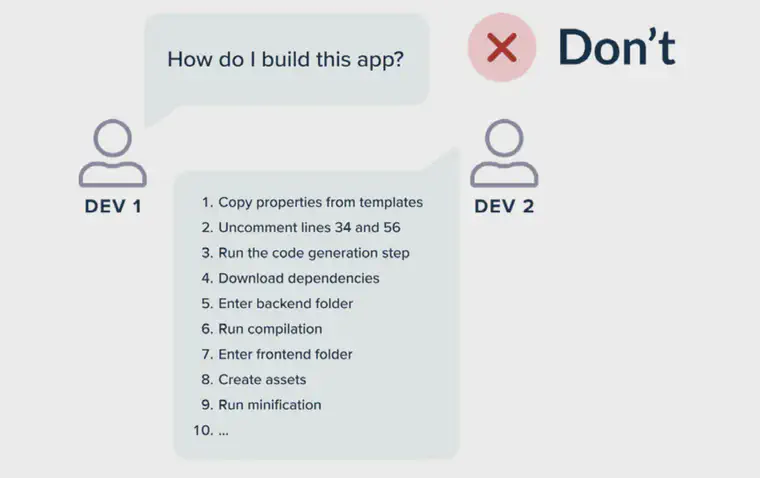 How do I build this app?
Don't
DEV 1
DEV 2
1. Copy properties from templates
2. Uncomment lines 34 and 56
3. Run the code generation step
4. Download dependencies
5. Enter backend folder
6. Run compilation
7. Enter frontend folder
8. Create assets
9. Run minification
10. ...